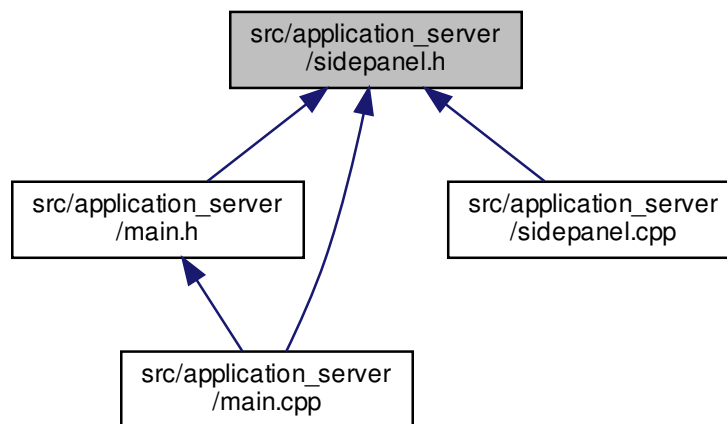 src/application_server
/sidepanel.h
src/application_server
/main.h
src/application_server
/sidepanel.cpp
src/application_server
/main.cpp